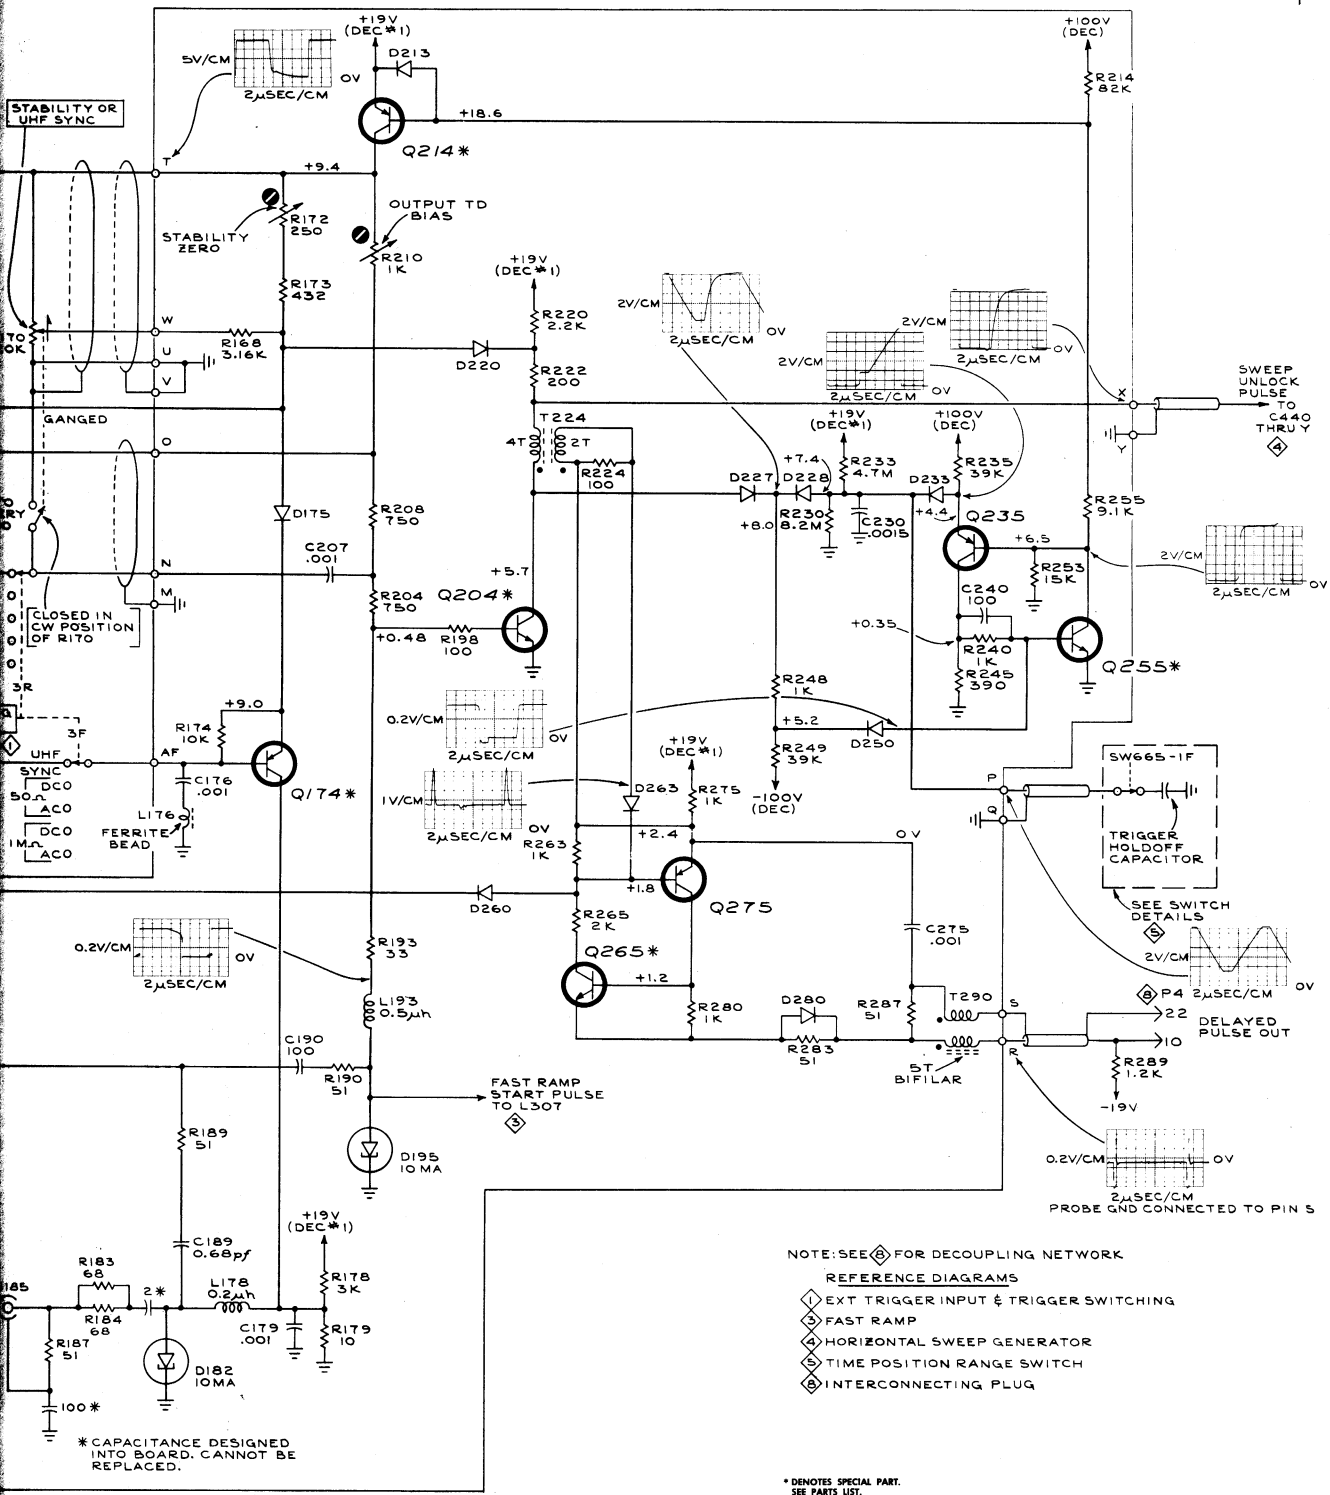 +19V
(DEC #1)
+100V
(DEC)
D213
5V/CM
0V
2μSEC/CM
R214
82K
STABILITY OR
UHF SYNC
+18.6
Q214*
T
+9.4
OUTPUT TD
BIAS
R172
250
STABILITY
ZERO
R210
1K
+19V
(DEC #1)
R173
432
2V/CM
0V
2μSEC/CM
2V/CM
0V
2μSEC/CM
R220
2.2K
W
R168
3.16K
TO
0K
U
D220
2V/CM
0V
2μSEC/CM
V
R222
200
SWEEP
UNLOCK
PULSE
TO
C440
THRU Y
4
X
Y
GANGED
T224
4T
2T
+19V
(DEC #1)
+100V
(DEC)
O
R224
100
+7.4
R233
4.7M
R235
39K
D227
D228
D233
R255
9.1K
D175
R208
750
+8.0
R230
8.2M
C230
.0015
+4.4
Q235
C207
.001
+6.5
2V/CM
0V
2μSEC/CM
R253
15K
N
+5.7
M
R204
750
Q204*
C240
100
CLOSED IN
CW POSITION
OF R170
+0.48
R198
100
+0.35
R240
1K
Q255*
R245
390
3R
R248
1K
+9.0
0.2V/CM
0V
2μSEC/CM
+5.2
D250
R174
10K
3F
1
UHF
SYNC
AF
+19V
(DEC #1)
R249
39K
SW665-1F
50Ω
DCO
ACO
1MΩ
DCO
ACO
C176
.001
Q174*
1V/CM
0V
2μSEC/CM
D263
R275
1K
-100V
(DEC)
P
Q
L176
FERRITE
BEAD
+2.4
0V
TRIGGER
HOLDOFF
CAPACITOR
R263
1K
+1.8
Q275
D260
SEE SWITCH
DETAILS
5
R265
2K
0.2V/CM
0V
2μSEC/CM
R193
33
C275
.001
Q265*
+1.2
2V/CM
0V
2μSEC/CM
L193
0.5μh
R280
1K
D280
R287
51
T290
S
8 P4
22
DELAYED
PULSE OUT
10
C190
100
R190
51
R283
51
5T
BIFILAR
R
R289
1.2K
-19V
FAST RAMP
START PULSE
TO L307
3
R189
51
D195
10MA
0.2V/CM
0V
2μSEC/CM
PROBE GND CONNECTED TO PIN S
+19V
(DEC #1)
C189
0.68pf
R183
68
L178
0.2μh
R178
3K
185
2*
R184
68
C179
.001
R179
10
R187
51
D182
10MA
100*
* CAPACITANCE DESIGNED
INTO BOARD. CANNOT BE
REPLACED.
NOTE: SEE 8 FOR DECOUPLING NETWORK
REFERENCE DIAGRAMS
1 EXT TRIGGER INPUT & TRIGGER SWITCHING
3 FAST RAMP
4 HORIZONTAL SWEEP GENERATOR
5 TIME POSITION RANGE SWITCH
8 INTERCONNECTING PLUG
* DENOTES SPECIAL PART.
SEE PARTS LIST.